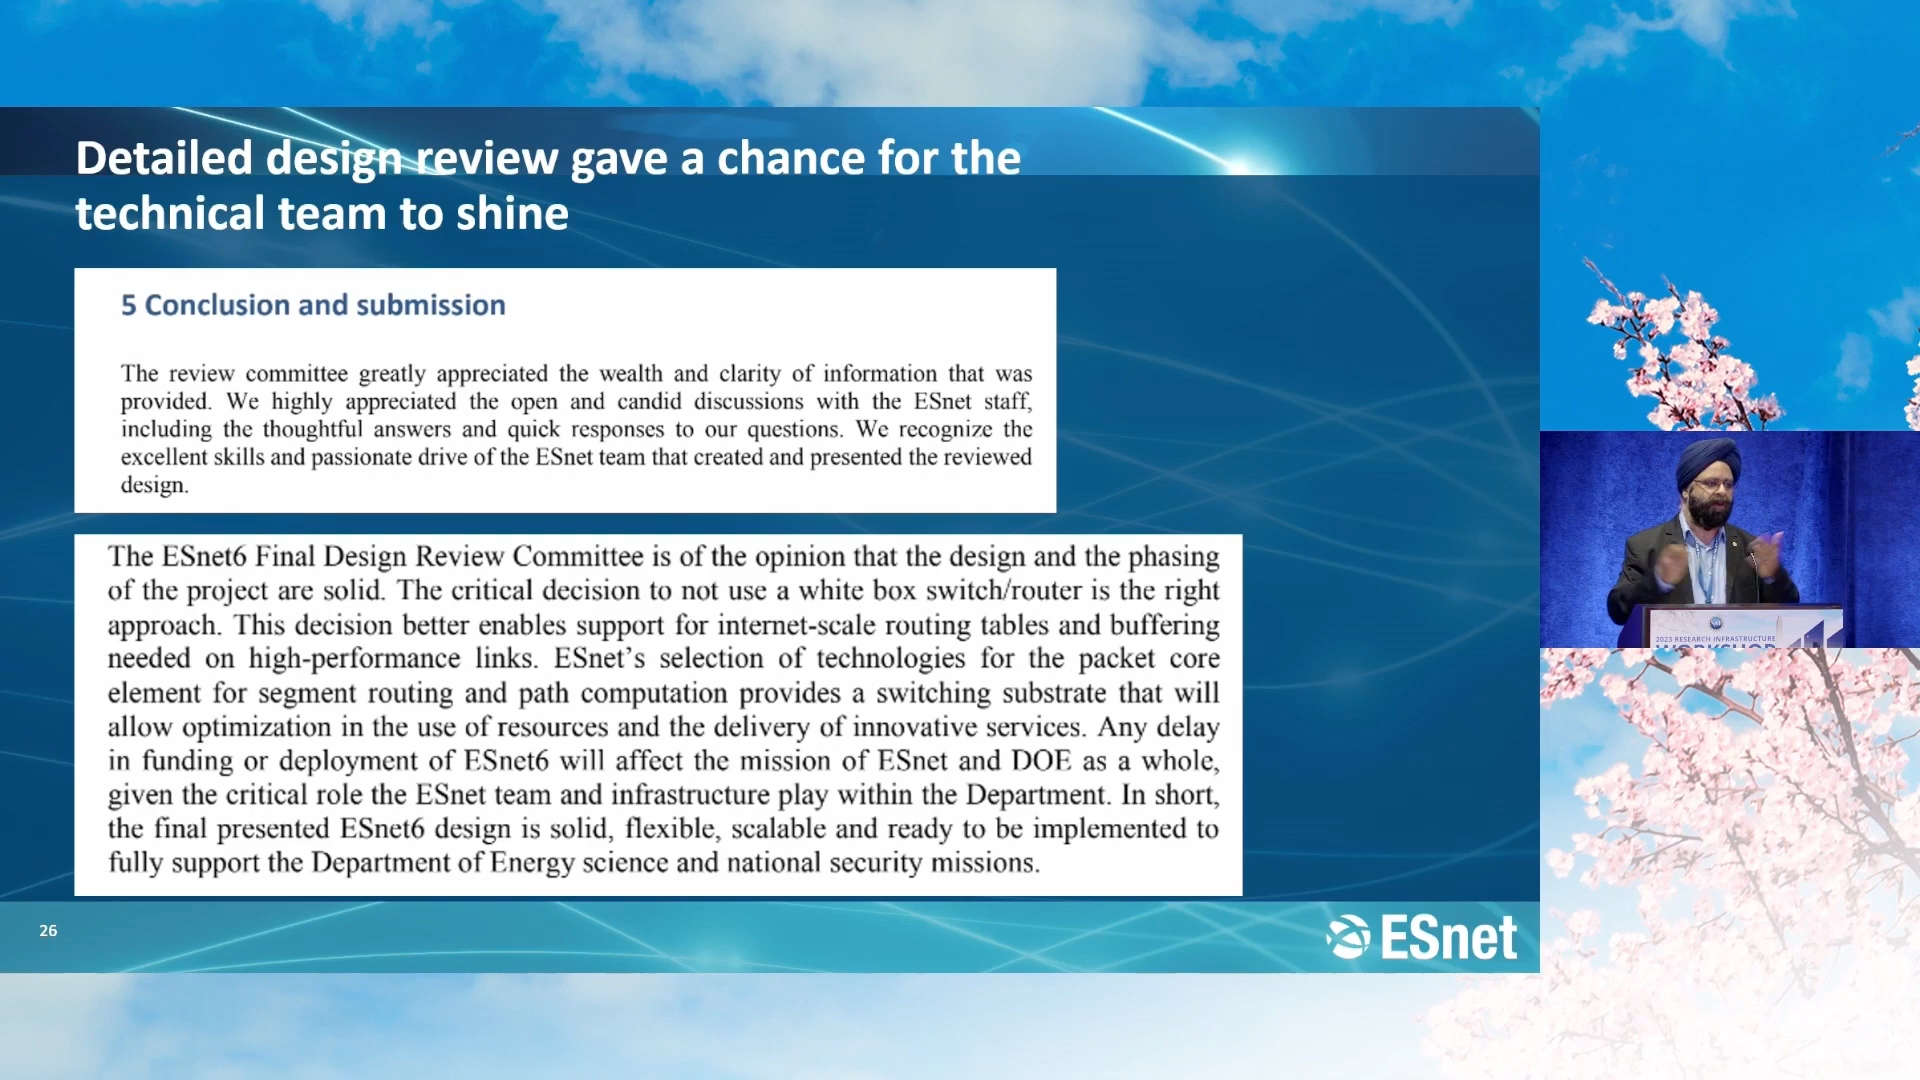 Detailed design review gave a chance for the
technical team to shine
5 Conclusion and submission
The review committee greatly appreciated the wealth and clarity of information that was
provided. We highly appreciated the open and candid discussions with the ESnet staff,
including the thoughtful answers and quick responses to our questions. We recognize the
excellent skills and passionate drive of the ESnet team that created and presented the reviewed
design.
The ESnet6 Final Design Review Committee is of the opinion that the design and the phasing
of the project are solid. The critical decision to not use a white box switch/router is the right
approach. This decision better enables support for internet-scale routing tables and buffering
needed on high-performance links. ESnet’s selection of technologies for the packet core
element for segment routing and path computation provides a switching substrate that will
allow optimization in the use of resources and the delivery of innovative services. Any delay
in funding or deployment of ESnet6 will affect the mission of ESnet and DOE as a whole,
given the critical role the ESnet team and infrastructure play within the Department. In short,
the final presented ESnet6 design is solid, flexible, scalable and ready to be implemented to
fully support the Department of Energy science and national security missions.
26
ESnet
2023 RESEARCH INFRASTRUCTURE
WORKSHOP